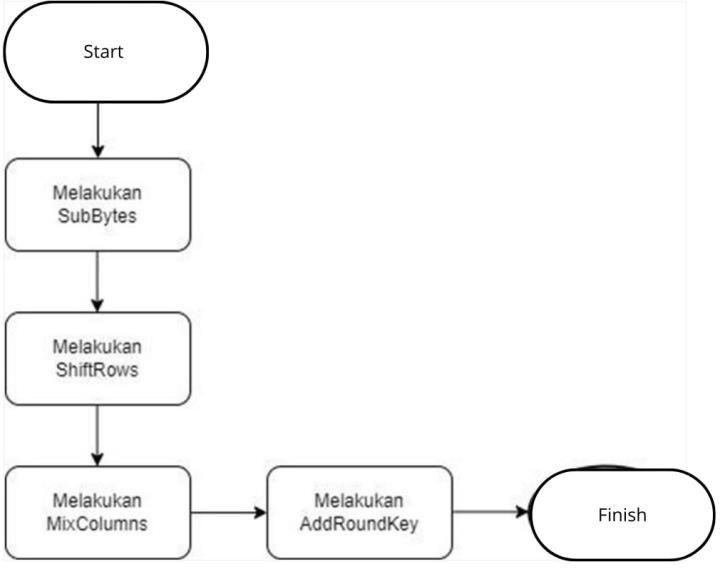 Start
Melakukan
SubBytes
Melakukan
ShiftRows
Melakukan
MixColumns
Melakukan
AddRoundKey
Finish